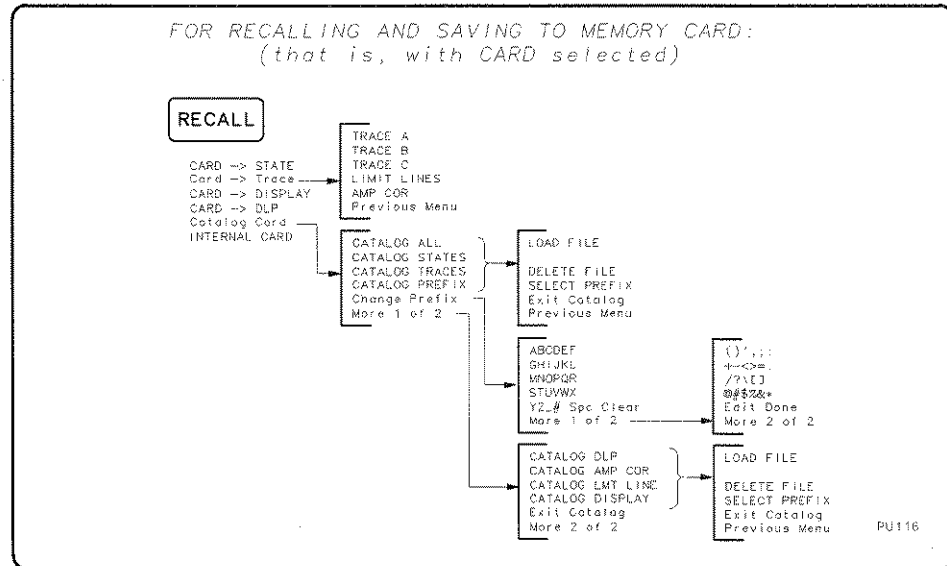 FOR RECALLING AND SAVING TO MEMORY CARD:
(that is, with CARD selected)
RECALL
CARD -> STATE
Card -> Trace
CARD -> DISPLAY
CARD -> DLP
Catalog Card
INTERNAL CARD
TRACE A
TRACE B
TRACE C
LIMIT LINES
AMP COR
Previous Menu
CATALOG ALL
CATALOG STATES
CATALOG TRACES
CATALOG PREFIX
Change Prefix
More 1 of 2
LOAD FILE
DELETE FILE
SELECT PREFIX
Exit Catalog
Previous Menu
ABCDEF
GHIJKL
MNOPQR
STUVWX
YZ_# Spc Clear
More 1 of 2
()',;:
+-<>=.
/?\[]
@#$%&*
Edit Done
More 2 of 2
CATALOG DLP
CATALOG AMP COR
CATALOG LMT LINE
CATALOG DISPLAY
Exit Catalog
More 2 of 2
LOAD FILE
DELETE FILE
SELECT PREFIX
Exit Catalog
Previous Menu
PU116